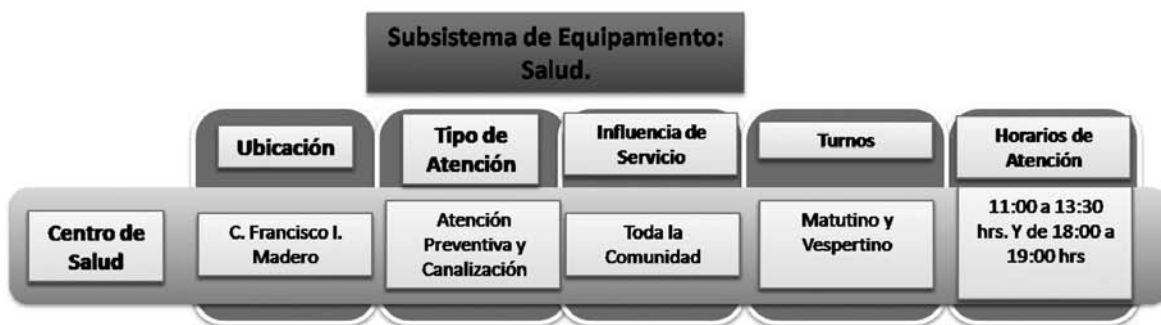 Subsistema de Equipamiento:
Salud.
Ubicación
Tipo de
Atención
Influencia de
Servicio
Turnos
Horarios de
Atención
Centro de
Salud
C. Francisco I.
Madero
Atención
Preventiva y
Canalización
Toda la
Comunidad
Matutino y
Vespertino
11:00 a 13:30
hrs. Y de 18:00 a
19:00 hrs